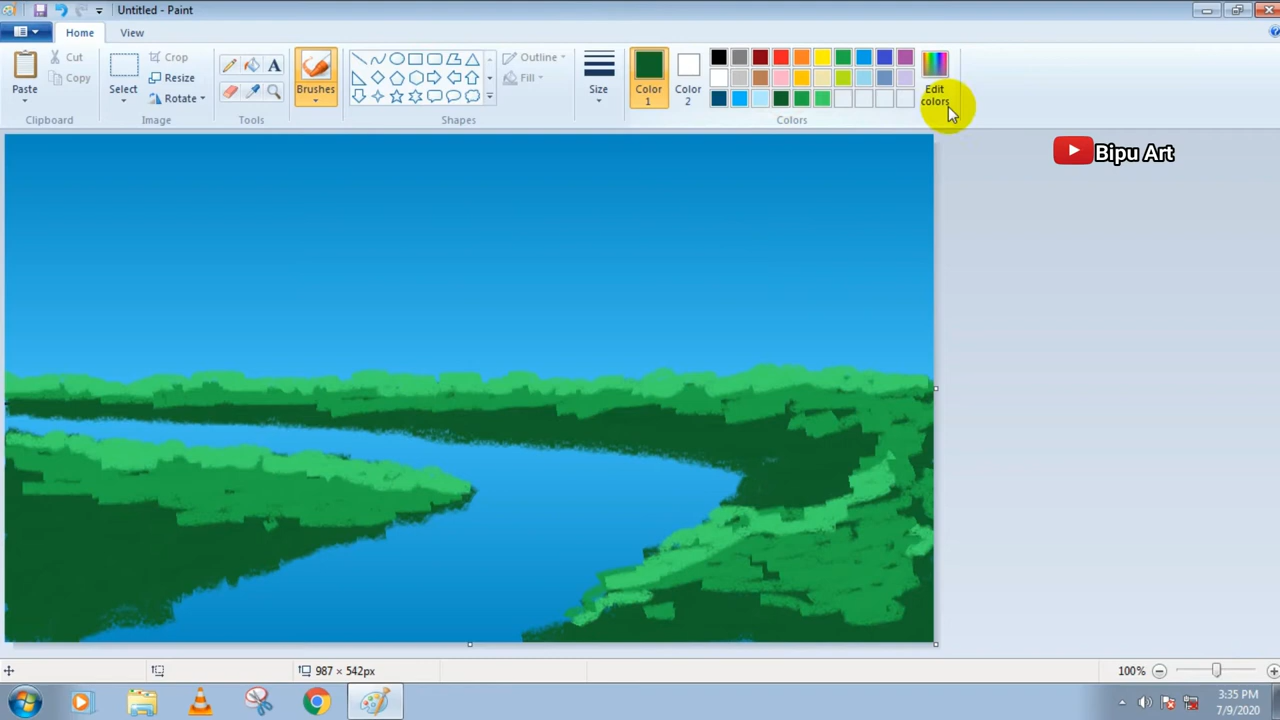 Untitled - Paint
Home
View
Paste
Cut
Copy
Clipboard
Select
Crop
Resize
Rotate
Image
Tools
Brushes
Shapes
Outline
Fill
Size
Color 1
Color 2
Colors
Edit colors
Bipu Art
987 × 542px
100%
3:35 PM
7/9/2020